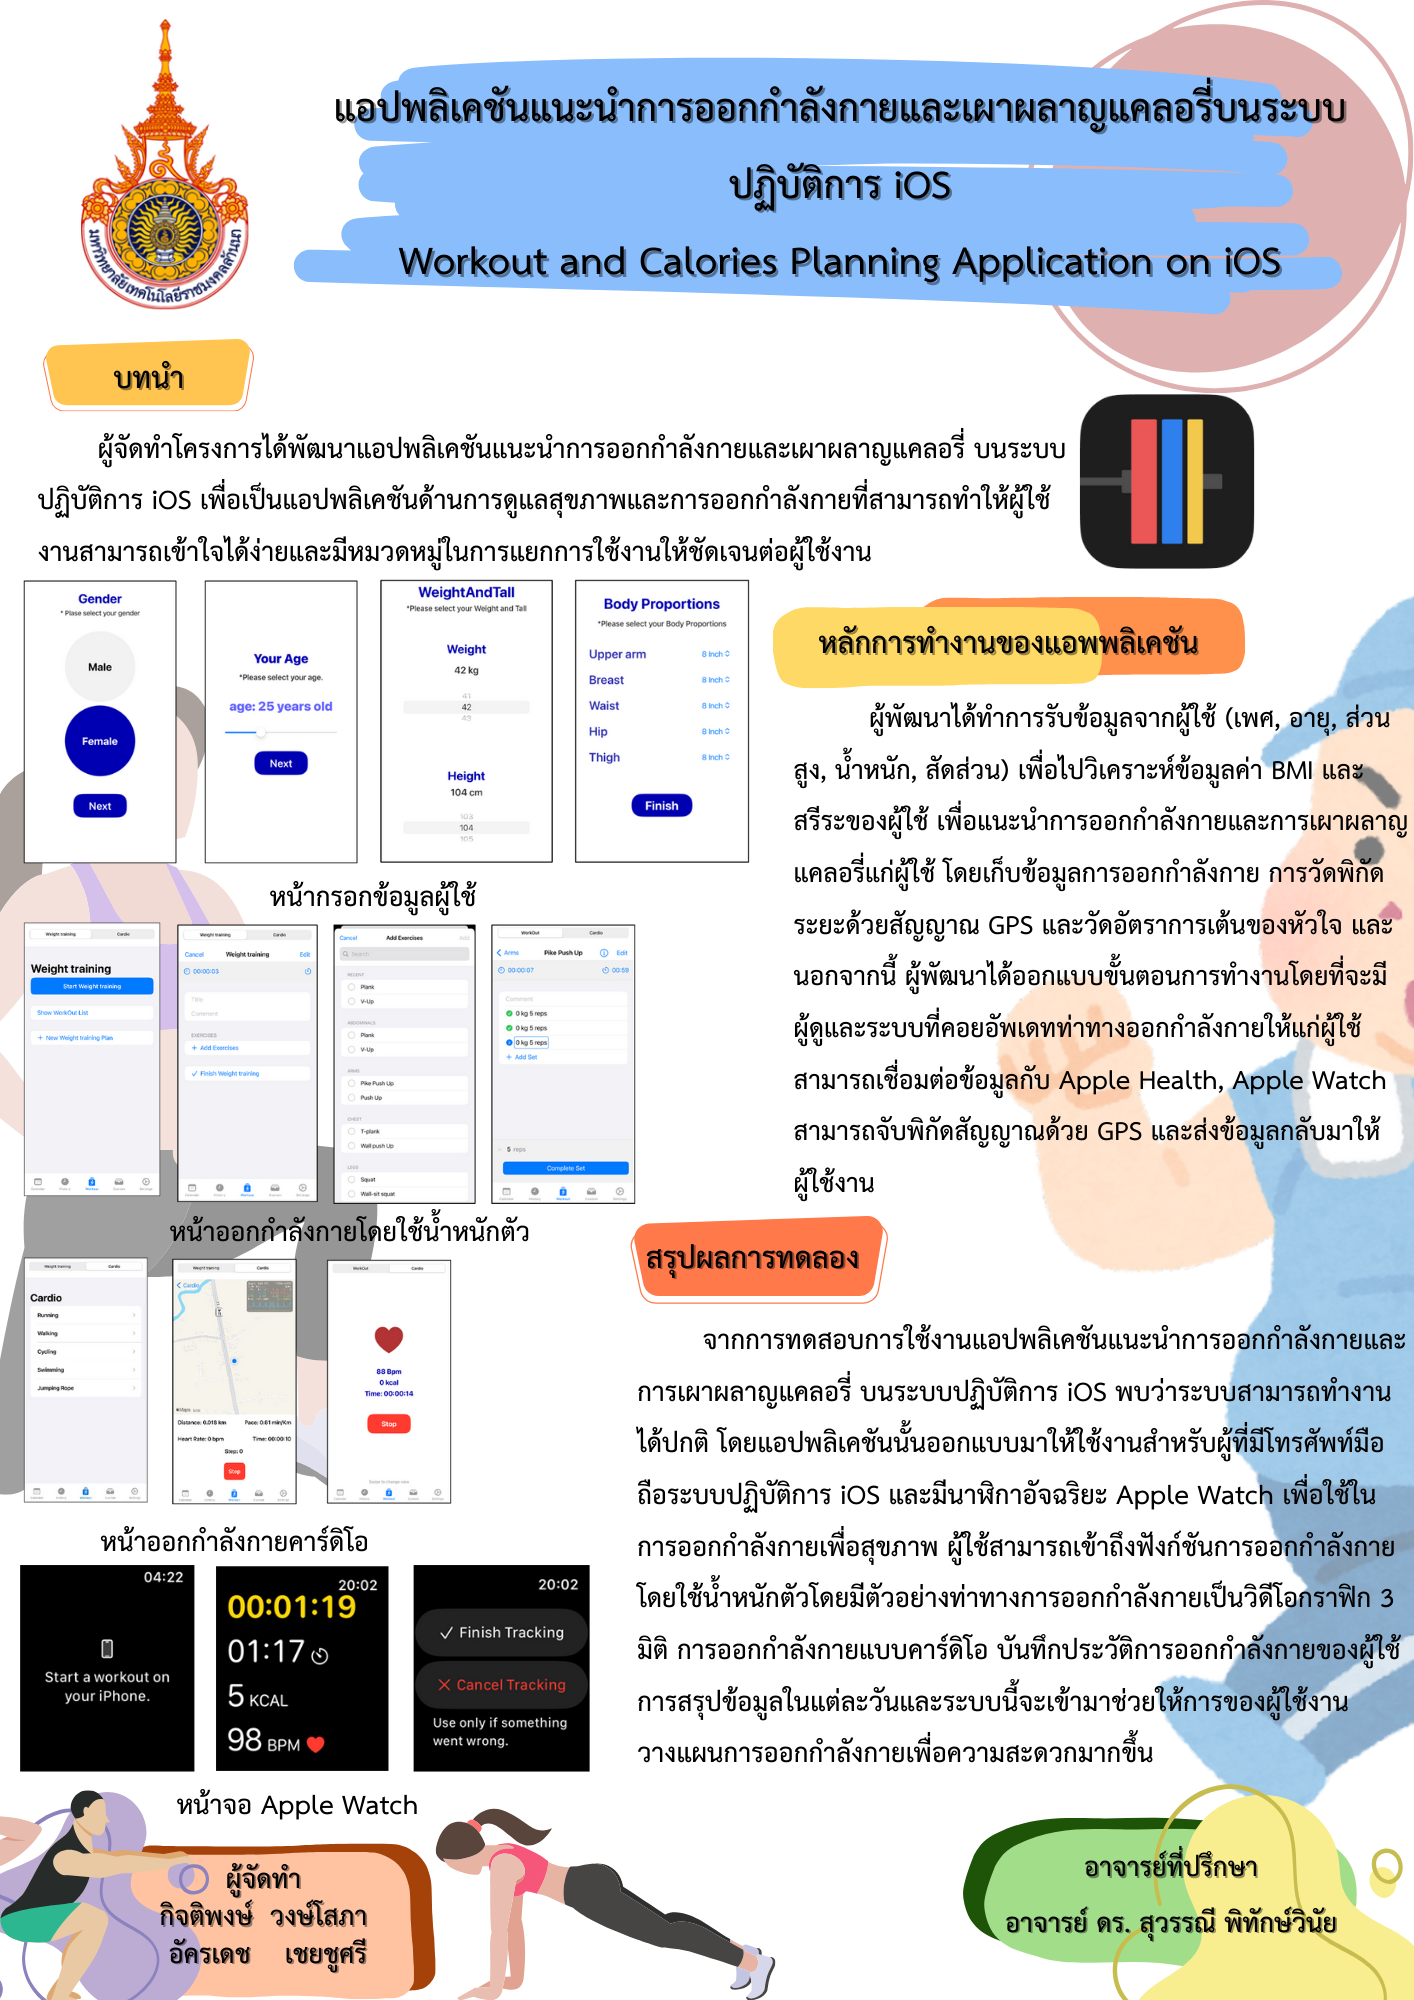 มหาวิทยาลัยเทคโนโลยีราชมงคลล้านนา
แอปพลิเคชันแนะนำการออกกำลังกายและเผาผลาญแคลอรี่บนระบบ
ปฏิบัติการ iOS
Workout and Calories Planning Application on iOS
บทนำ
ผู้จัดทำโครงการได้พัฒนาแอปพลิเคชันแนะนำการออกกำลังกายและเผาผลาญแคลอรี่ บนระบบ
ปฏิบัติการ iOS เพื่อเป็นแอปพลิเคชันด้านการดูแลสุขภาพและการออกกำลังกายที่สามารถทำให้ผู้ใช้
งานสามารถเข้าใจได้ง่ายและมีหมวดหมู่ในการแยกการใช้งานให้ชัดเจนต่อผู้ใช้งาน
Gender
* Plase select your gender
Male
Female
Next
Your Age
*Please select your age.
age: 25 years old
Next
WeightAndTall
*Please select your Weight and Tall
Weight
42 kg
41
42
43
Height
104 cm
103
104
105
Body Proportions
*Please select your Body Proportions
Upper arm 8 Inch
Breast 8 Inch
Waist 8 Inch
Hip 8 Inch
Thigh 8 Inch
Finish
หน้ากรอกข้อมูลผู้ใช้
Weight training Cardio
Weight training
Start Weight training
Show WorkOut List
+ New Weight training Plan
Weight training Cardio
Cancel Weight training Edit
00:00:03
Title
Comment
EXERCISES
+ Add Exercises
✓ Finish Weight training
Cancel Add Exercises Add
Search
RECENT
Plank
V-Up
ABDOMINALS
Plank
V-Up
ARMS
Pike Push Up
Push Up
CHEST
T-plank
Wall push Up
LEGS
Squat
Wall-sit squat
WorkOut Cardio
Arms Pike Push Up Edit
00:00:07 00:59
Comment
0 kg 5 reps
0 kg 5 reps
0 kg 5 reps
+ Add Set
5 reps
Complete Set
หน้าออกกำลังกายโดยใช้น้ำหนักตัว
Weight training Cardio
Cardio
Running
Walking
Cycling
Swimming
Jumping Rope
Weight training Cardio
Cardio
Distance: 0.018 km Pace: 0.61 min/Km
Heart Rate: 0 bpm Time: 00:00:10
Step: 0
Stop
WorkOut Cardio
88 Bpm
0 kcal
Time: 00:00:14
Stop
หน้าออกกำลังกายคาร์ดิโอ
04:22
Start a workout on
your iPhone.
20:02
00:01:19
01:17
5 KCAL
98 BPM
20:02
✓ Finish Tracking
✕ Cancel Tracking
Use only if something
went wrong.
หน้าจอ Apple Watch
หลักการทำงานของแอพพลิเคชัน
ผู้พัฒนาได้ทำการรับข้อมูลจากผู้ใช้ (เพศ, อายุ, ส่วน
สูง, น้ำหนัก, สัดส่วน) เพื่อไปวิเคราะห์ข้อมูลค่า BMI และ
สรีระของผู้ใช้ เพื่อแนะนำการออกกำลังกายและการเผาผลาญ
แคลอรี่แก่ผู้ใช้ โดยเก็บข้อมูลการออกกำลังกาย การวัดพิกัด
ระยะด้วยสัญญาณ GPS และวัดอัตราการเต้นของหัวใจ และ
นอกจากนี้ ผู้พัฒนาได้ออกแบบขั้นตอนการทำงานโดยที่จะมี
ผู้ดูและระบบที่คอยอัพเดทท่าทางออกกำลังกายให้แก่ผู้ใช้
สามารถเชื่อมต่อข้อมูลกับ Apple Health, Apple Watch
สามารถจับพิกัดสัญญาณด้วย GPS และส่งข้อมูลกลับมาให้
ผู้ใช้งาน
สรุปผลการทดลอง
จากการทดสอบการใช้งานแอปพลิเคชันแนะนำการออกกำลังกายและ
การเผาผลาญแคลอรี่ บนระบบปฏิบัติการ iOS พบว่าระบบสามารถทำงาน
ได้ปกติ โดยแอปพลิเคชันนั้นออกแบบมาให้ใช้งานสำหรับผู้ที่มีโทรศัพท์มือ
ถือระบบปฏิบัติการ iOS และมีนาฬิกาอัจฉริยะ Apple Watch เพื่อใช้ใน
การออกกำลังกายเพื่อสุขภาพ ผู้ใช้สามารถเข้าถึงฟังก์ชันการออกกำลังกาย
โดยใช้น้ำหนักตัวโดยมีตัวอย่างท่าทางการออกกำลังกายเป็นวิดีโอกราฟิก 3
มิติ การออกกำลังกายแบบคาร์ดิโอ บันทึกประวัติการออกกำลังกายของผู้ใช้
การสรุปข้อมูลในแต่ละวันและระบบนี้จะเข้ามาช่วยให้การของผู้ใช้งาน
วางแผนการออกกำลังกายเพื่อความสะดวกมากขึ้น
ผู้จัดทำ
กิจติพงษ์ วงษ์โสภา
อัครเดช เชยชูศรี
อาจารย์ที่ปรึกษา
อาจารย์ ดร. สุวรรณี พิทักษ์วินัย